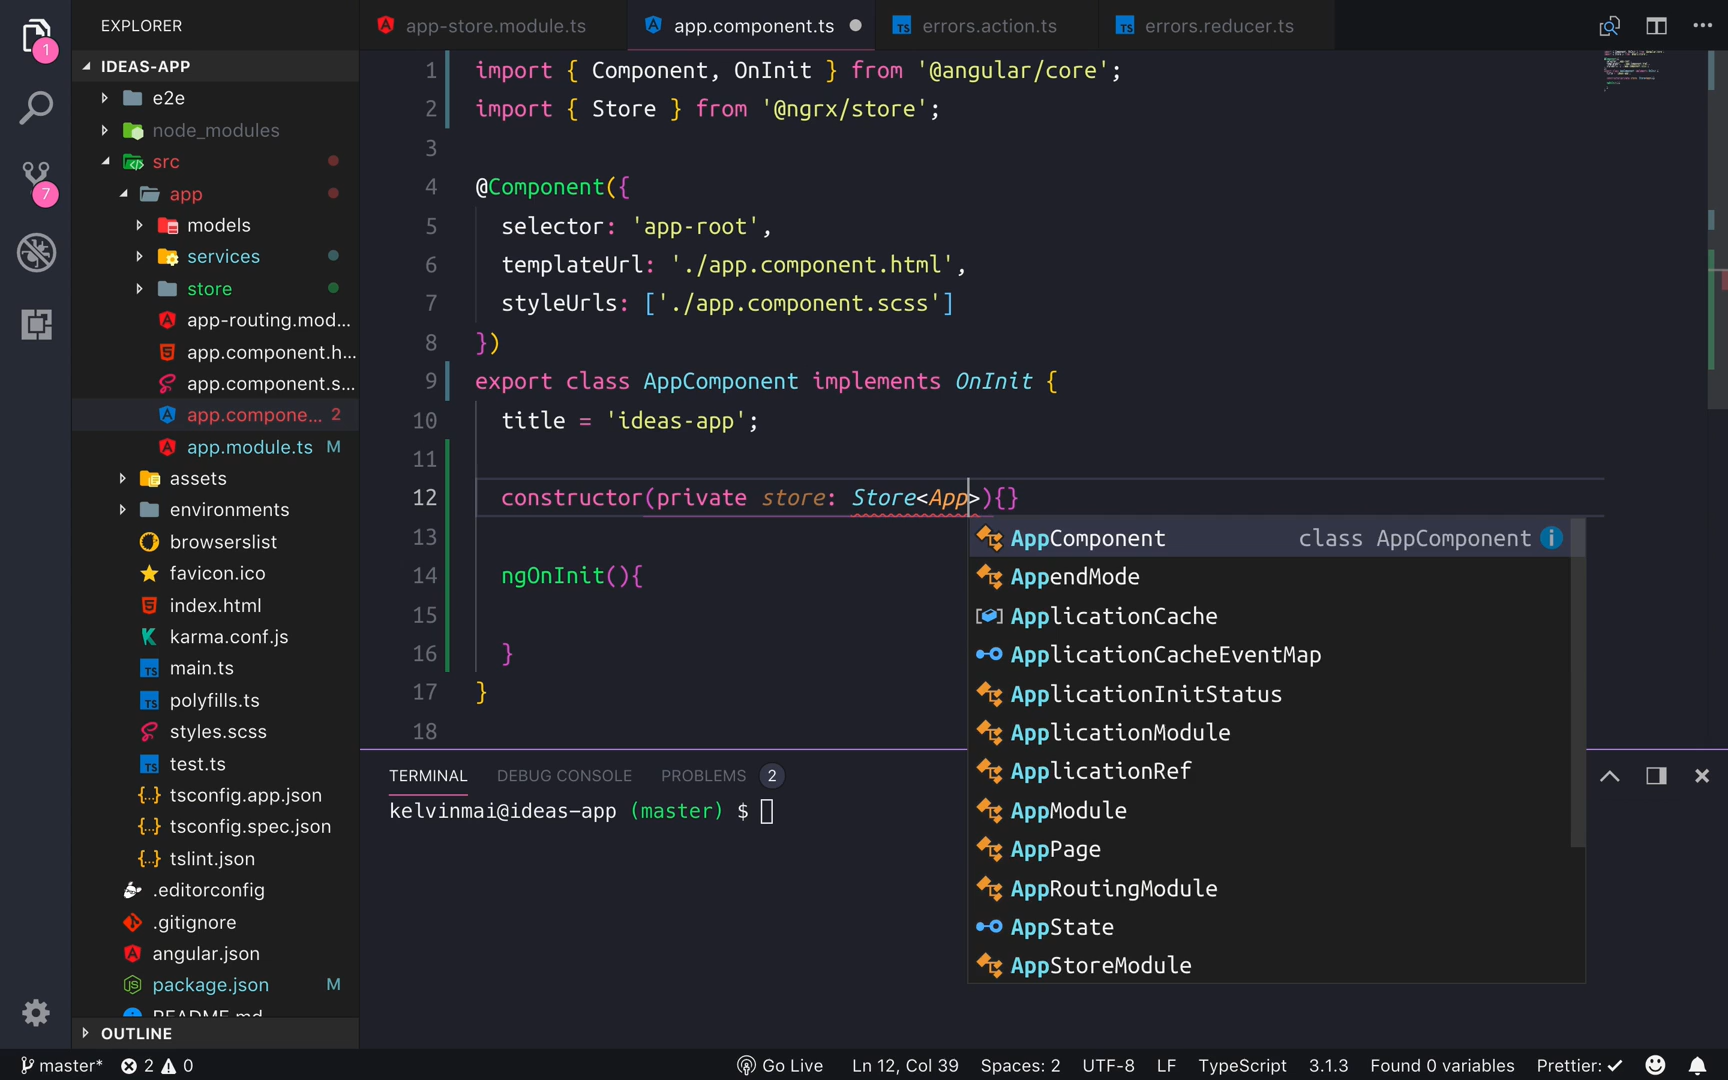 EXPLORER
app-store.module.ts
app.component.ts
errors.action.ts
errors.reducer.ts
1
7
IDEAS-APP
e2e
node_modules
src
app
models
services
store
app-routing.mod...
app.component.h...
app.component.s...
app.compone... 2
app.module.ts M
assets
environments
browserslist
favicon.ico
index.html
karma.conf.js
main.ts
polyfills.ts
styles.scss
test.ts
tsconfig.app.json
tsconfig.spec.json
tslint.json
.editorconfig
.gitignore
angular.json
package.json M
README.md
OUTLINE
1 import { Component, OnInit } from '@angular/core';
2 import { Store } from '@ngrx/store';
3
4 @Component({
5 selector: 'app-root',
6 templateUrl: './app.component.html',
7 styleUrls: ['./app.component.scss']
8 })
9 export class AppComponent implements OnInit {
10 title = 'ideas-app';
11
12 constructor(private store: Store<App>){}
13
14 ngOnInit(){
15
16 }
17 }
18
AppComponent class AppComponent
AppendMode
ApplicationCache
ApplicationCacheEventMap
ApplicationInitStatus
ApplicationModule
ApplicationRef
AppModule
AppPage
AppRoutingModule
AppState
AppStoreModule
TERMINAL DEBUG CONSOLE PROBLEMS 2
kelvinmai@ideas-app (master) $
master* 2 0 Go Live Ln 12, Col 39 Spaces: 2 UTF-8 LF TypeScript 3.1.3 Found 0 variables Prettier: ✓